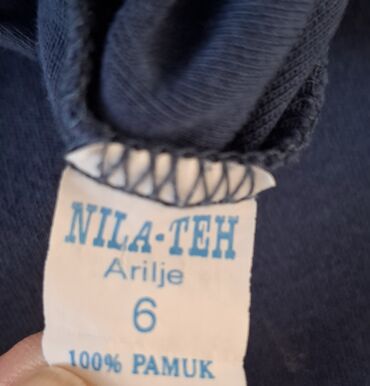 NILA-TEH
Arilje
6
100% PAMUK